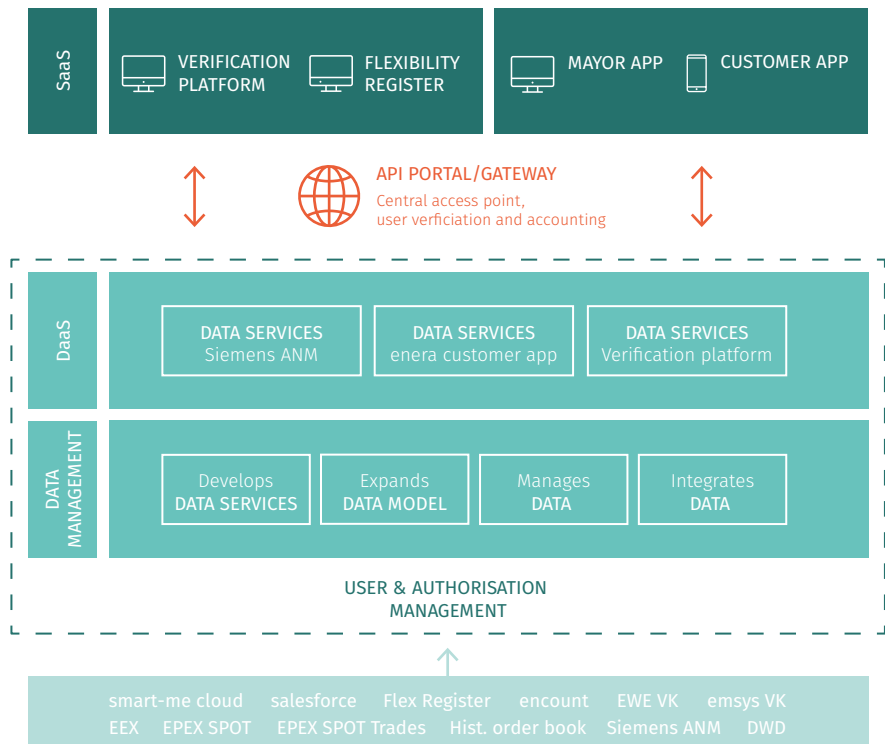 SaaS
VERIFICATION
PLATFORM
FLEXIBILITY
REGISTER
MAYOR APP
CUSTOMER APP
API PORTAL/GATEWAY
Central access point,
user verficiation and accounting
DaaS
DATA SERVICES
Siemens ANM
DATA SERVICES
enera customer app
DATA SERVICES
Verification platform
DATA
MANAGEMENT
Develops
DATA SERVICES
Expands
DATA MODEL
Manages
DATA
Integrates
DATA
USER & AUTHORISATION
MANAGEMENT
smart-me cloud salesforce Flex Register encount EWE VK emsys VK
EEX EPEX SPOT EPEX SPOT Trades Hist. order book Siemens ANM DWD